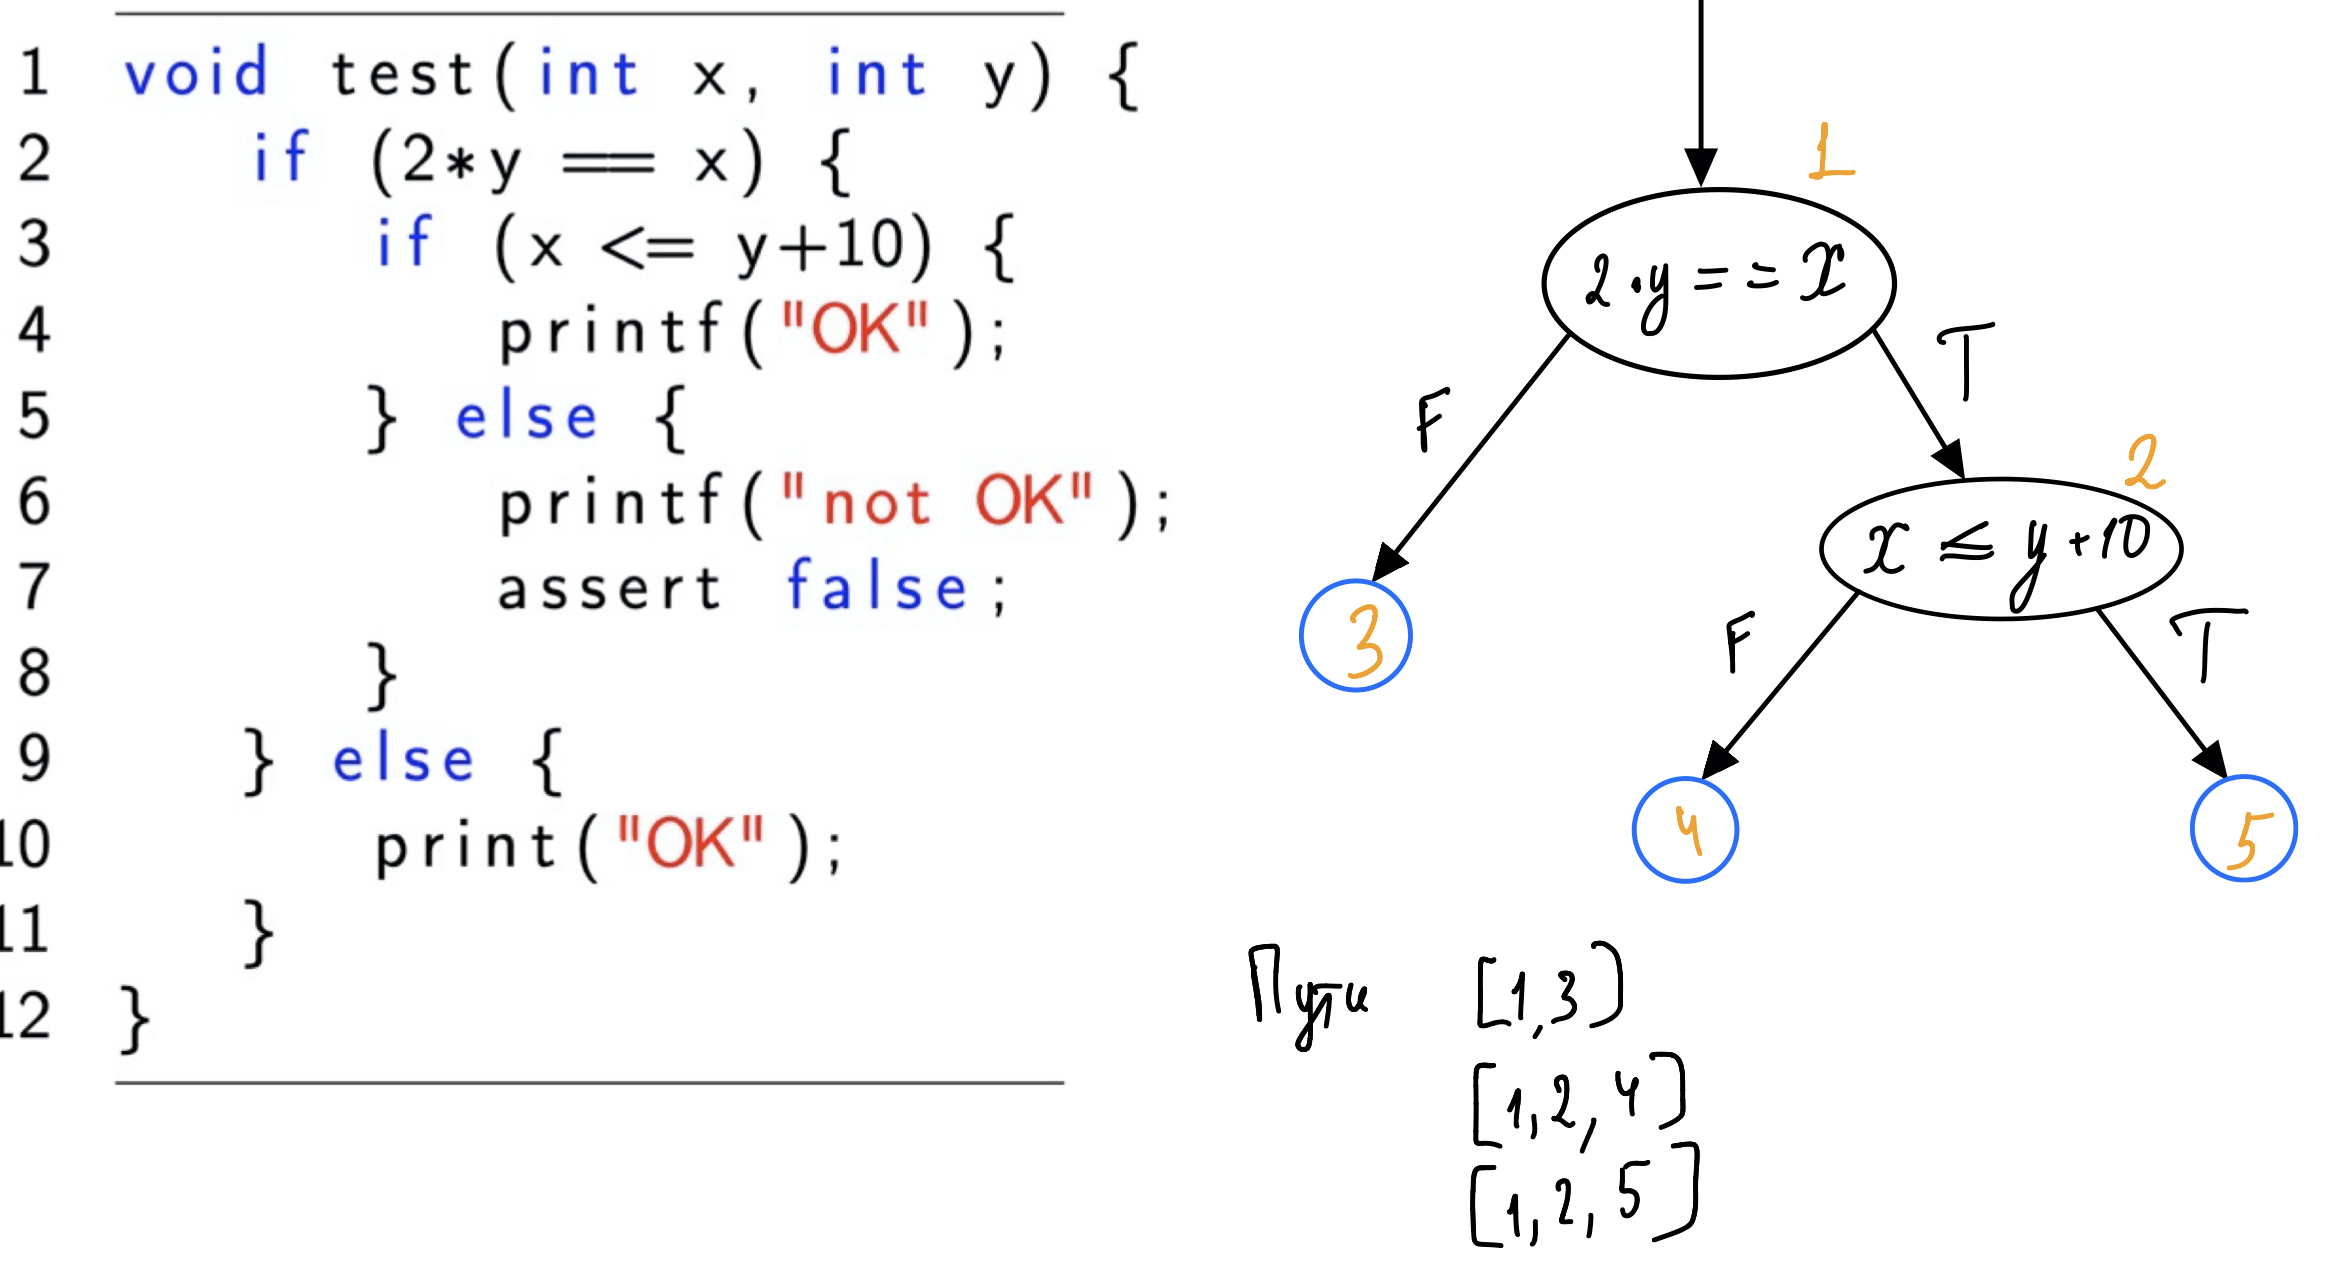 1 void test(int x, int y) {
2 if (2*y == x) {
3 if (x <= y+10) {
4 printf("OK");
5 } else {
6 printf("not OK");
7 assert false;
8 }
9 } else {
10 print("OK");
11 }
12 }
1
2·y == x
F
T
2
x ≤ y+10
3
F
T
4
5
Пути [1,3]
[1,2,4]
[1,2,5]